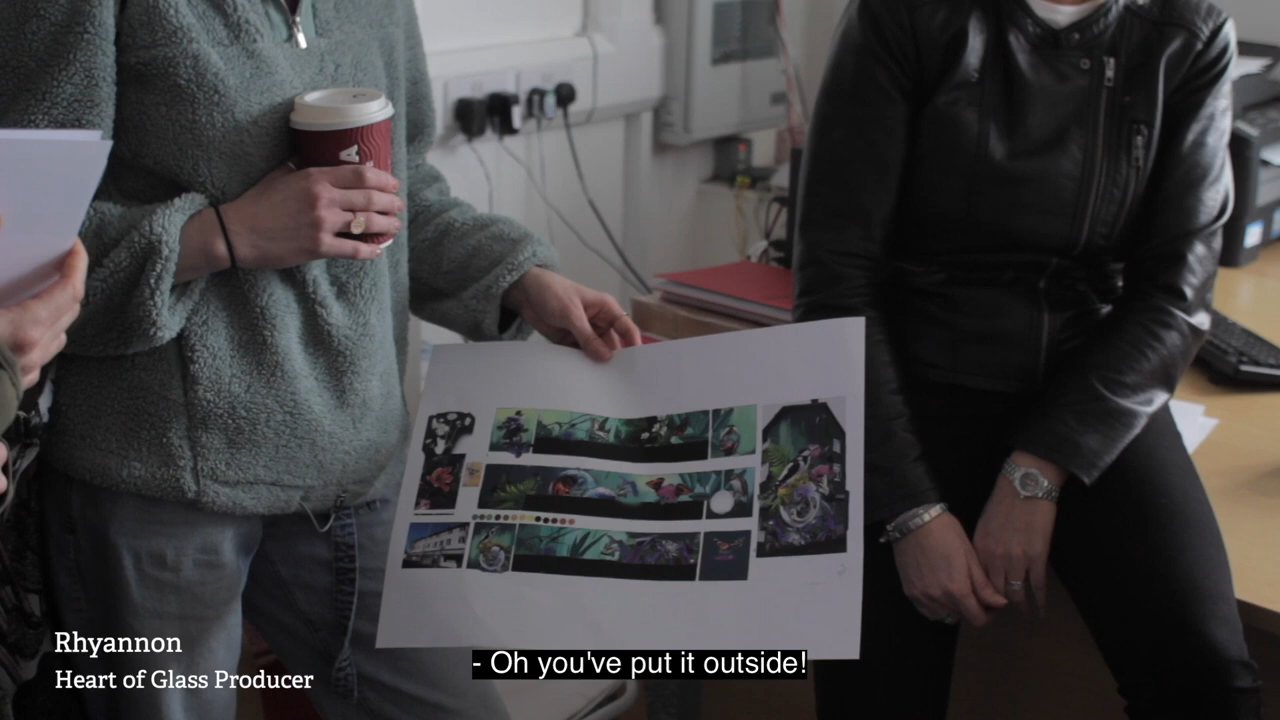 Rhyannon
Heart of Glass Producer
- Oh you've put it outside!